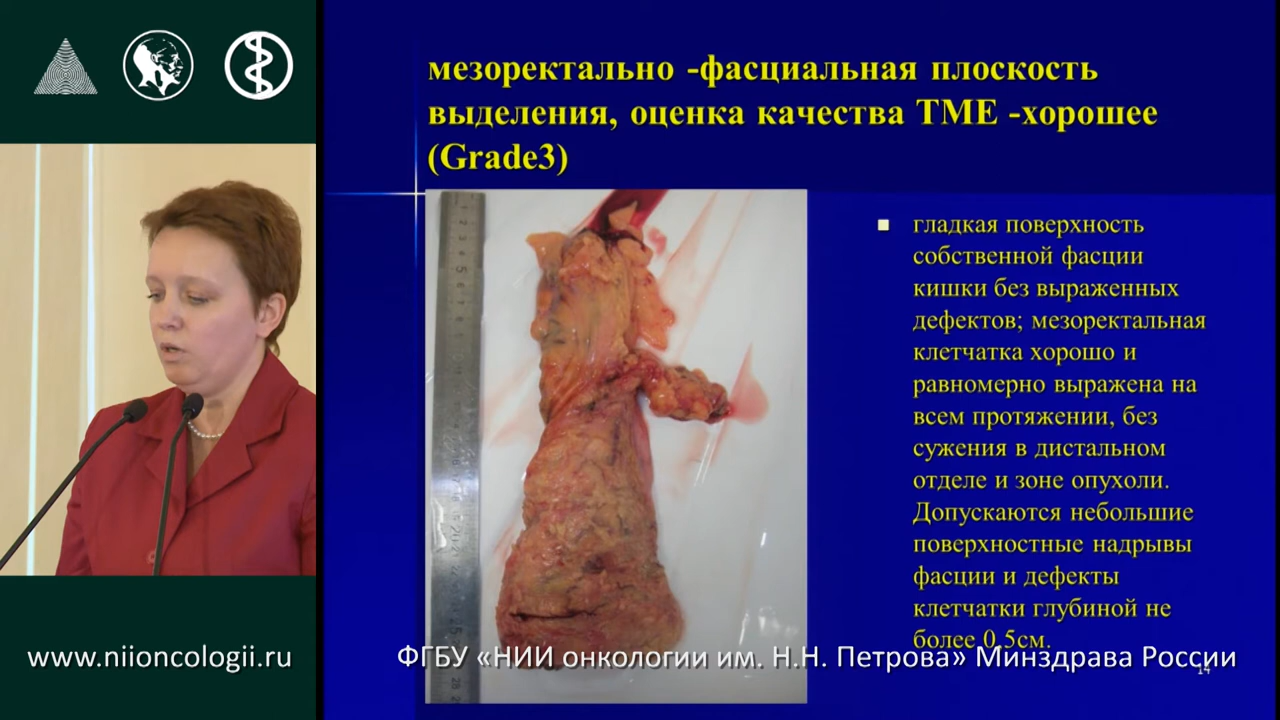 мезоректально -фасциальная плоскость
выделения, оценка качества TME -хорошее
(Grade3)
гладкая поверхность
собственной фасции
кишки без выраженных
дефектов; мезоректальная
клетчатка хорошо и
равномерно выражена на
всем протяжении, без
сужения в дистальном
отделе и зоне опухоли.
Допускаются небольшие
поверхностные надрывы
фасции и дефекты
клетчатки глубиной не
более 0,5см.
www.niioncologii.ru
ФГБУ «НИИ онкологии им. Н.Н. Петрова» Минздрава России
14